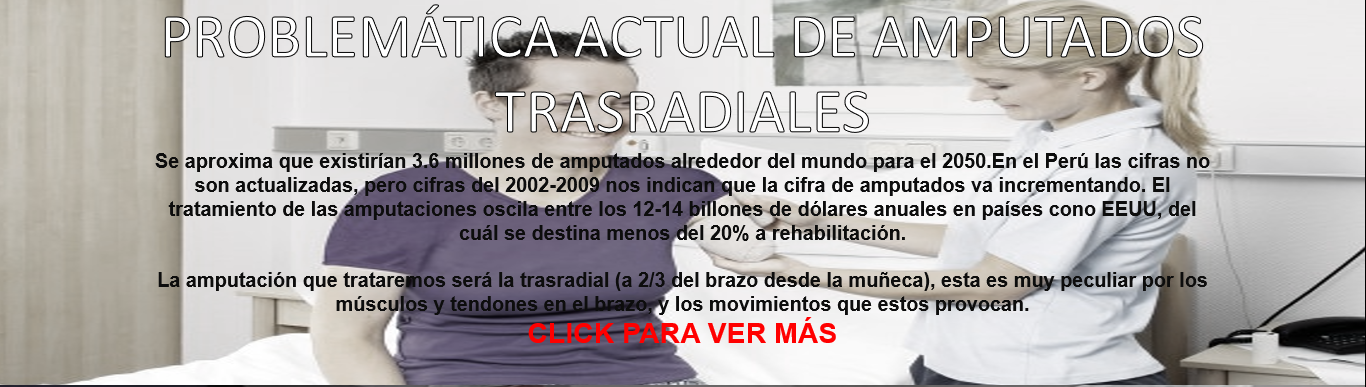 PROBLEMÁTICA ACTUAL DE AMPUTADOS
TRASRADIALES
Se aproxima que existirían 3.6 millones de amputados alrededor del mundo para el 2050.En el Perú las cifras no
son actualizadas, pero cifras del 2002-2009 nos indican que la cifra de amputados va incrementando. El
tratamiento de las amputaciones oscila entre los 12-14 billones de dólares anuales en países cono EEUU, del
cuál se destina menos del 20% a rehabilitación.
La amputación que trataremos será la trasradial (a 2/3 del brazo desde la muñeca), esta es muy peculiar por los
músculos y tendones en el brazo, y los movimientos que estos provocan.
CLICK PARA VER MÁS